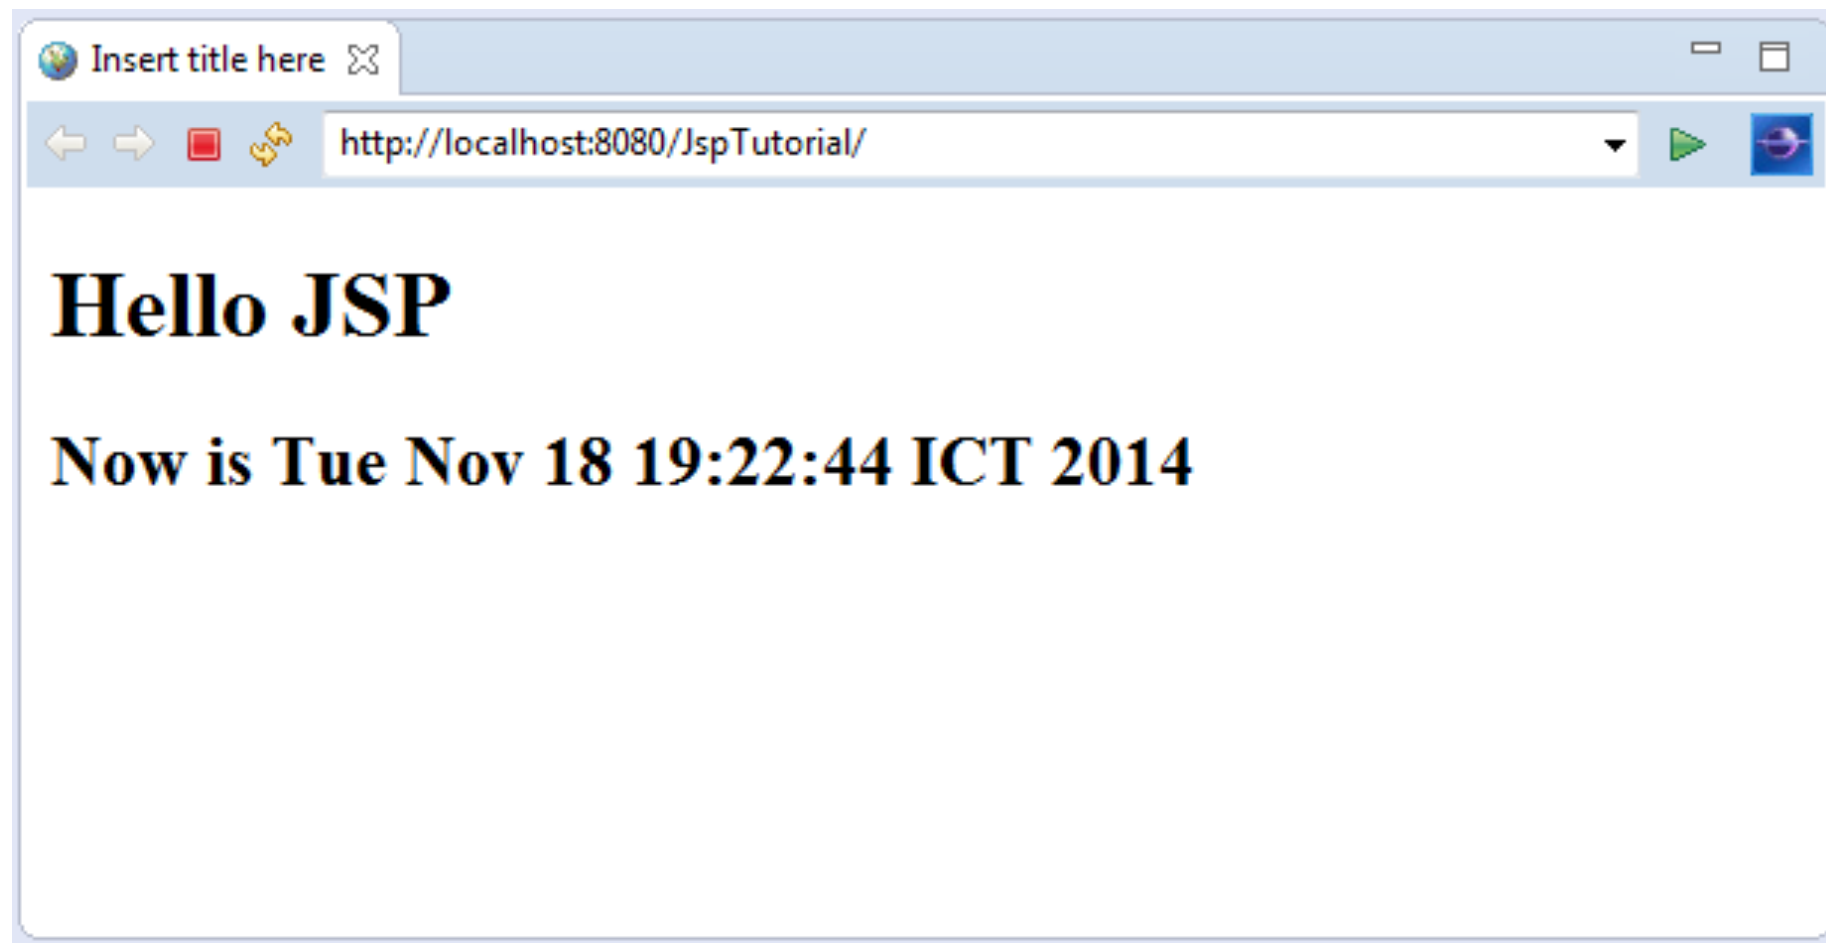 Insert title here
http://localhost:8080/JspTutorial/
Hello JSP
Now is Tue Nov 18 19:22:44 ICT 2014